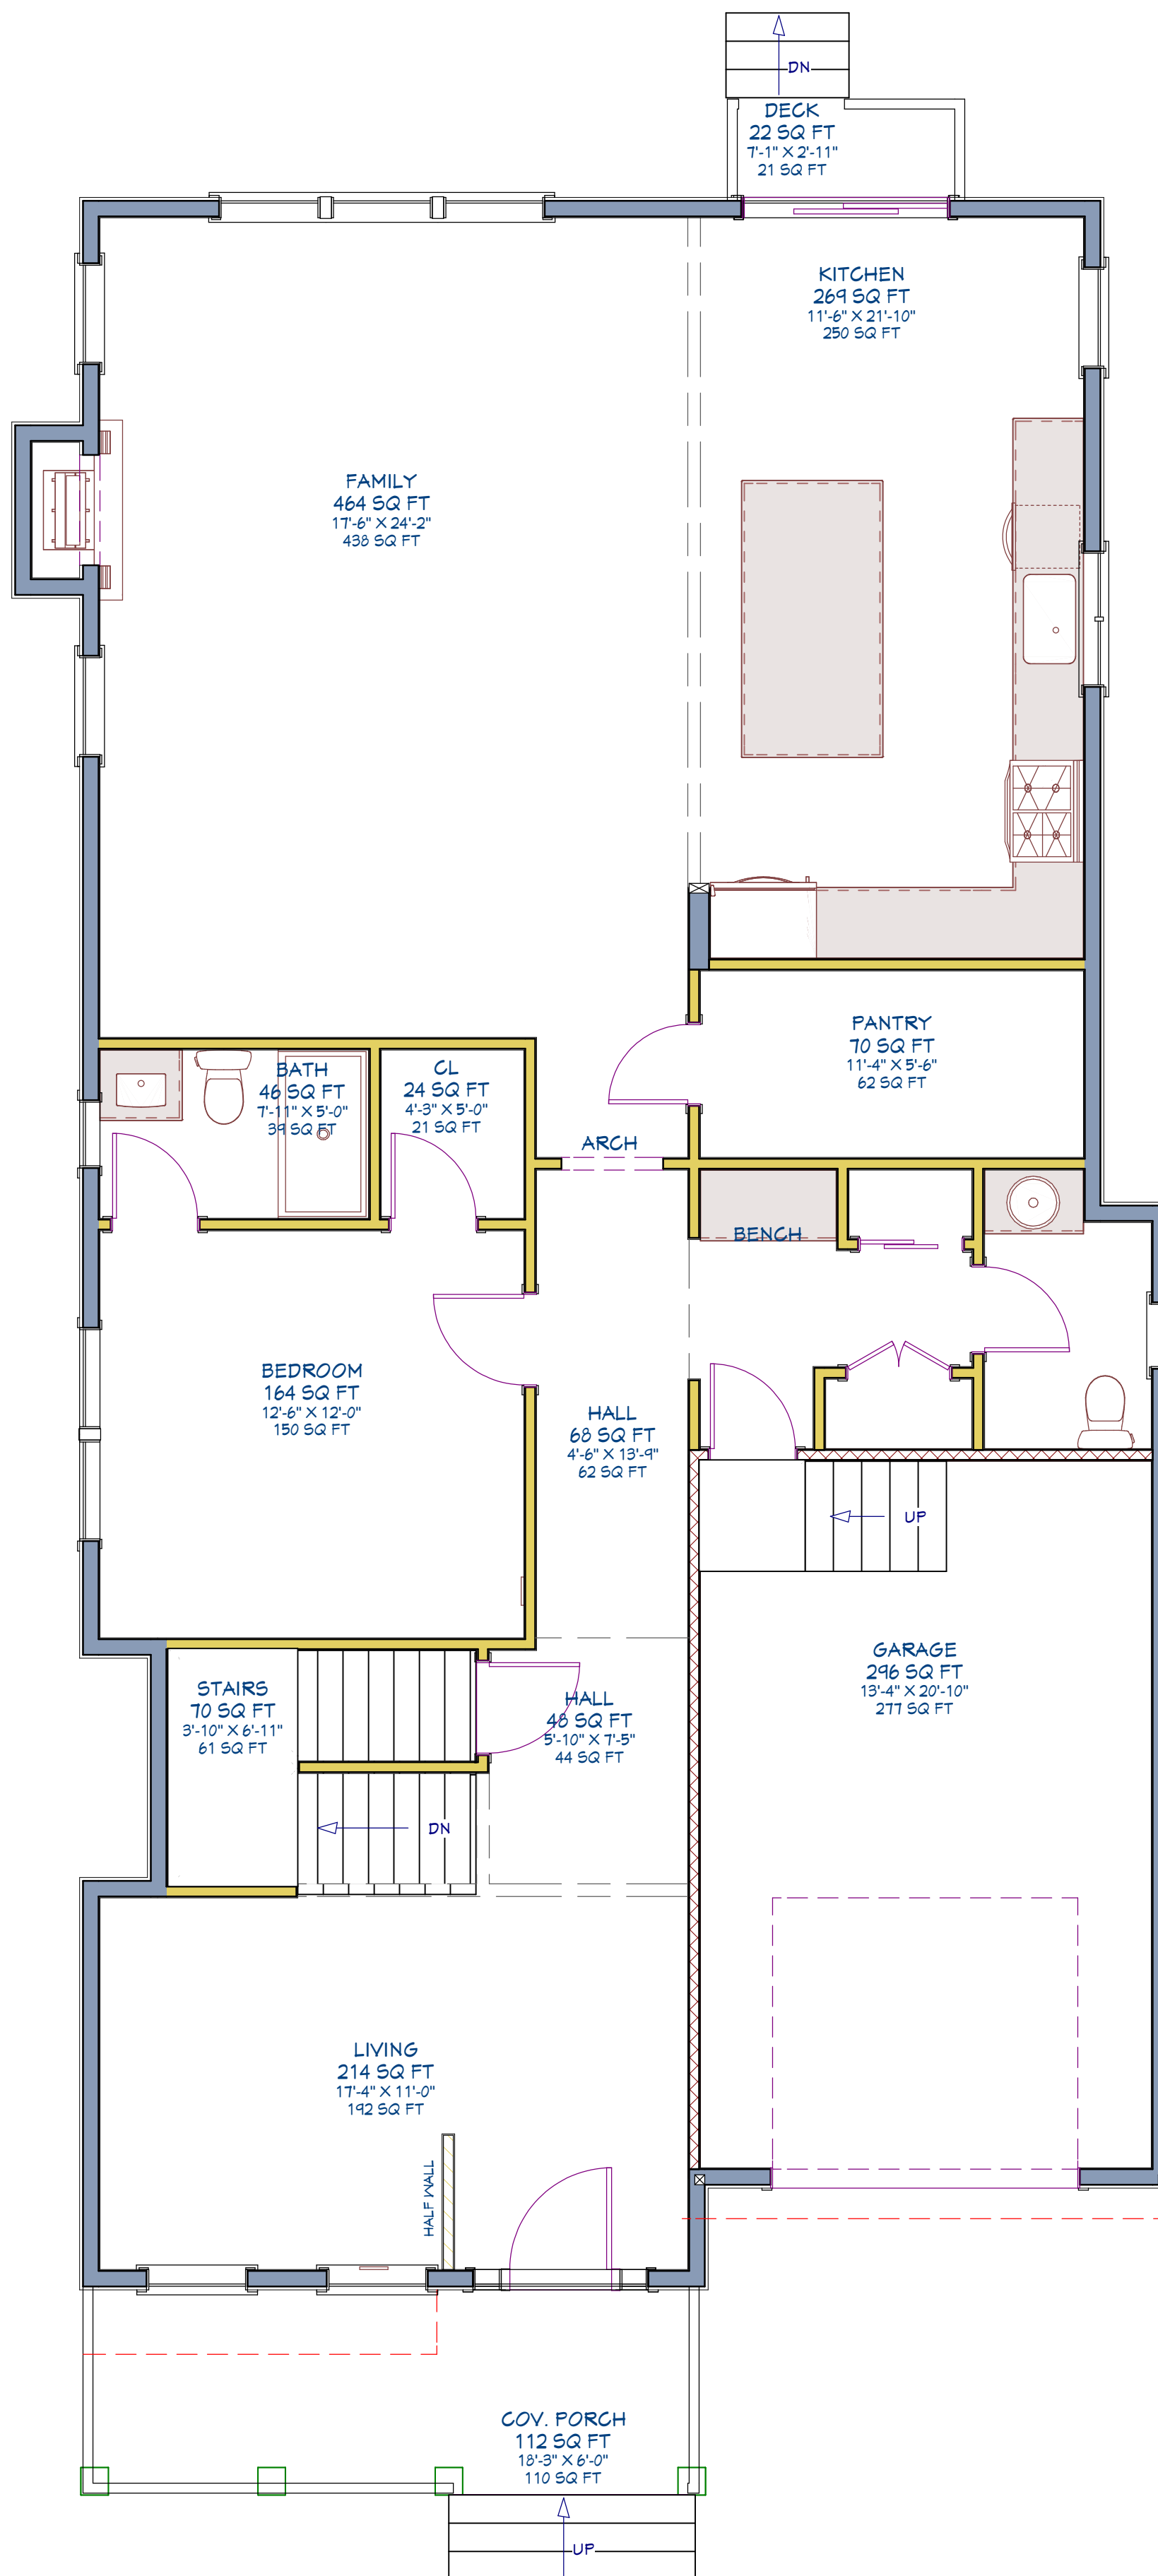 DN
DECK
22 SQ FT
7'-1" X 2'-11"
21 SQ FT
KITCHEN
269 SQ FT
11'-6" X 21'-10"
250 SQ FT
FAMILY
464 SQ FT
17'-6" X 24'-2"
438 SQ FT
PANTRY
70 SQ FT
11'-4" X 5'-6"
62 SQ FT
BATH
46 SQ FT
7'-11" X 5'-0"
39 SQ FT
CL
24 SQ FT
4'-3" X 5'-0"
21 SQ FT
ARCH
BENCH
BEDROOM
164 SQ FT
12'-6" X 12'-0"
150 SQ FT
HALL
68 SQ FT
4'-6" X 13'-9"
62 SQ FT
UP
GARAGE
296 SQ FT
13'-4" X 20'-10"
277 SQ FT
STAIRS
70 SQ FT
3'-10" X 6'-11"
61 SQ FT
HALL
48 SQ FT
5'-10" X 7'-5"
44 SQ FT
DN
LIVING
214 SQ FT
17'-4" X 11'-0"
192 SQ FT
HALF WALL
COV. PORCH
112 SQ FT
18'-3" X 6'-0"
110 SQ FT
UP